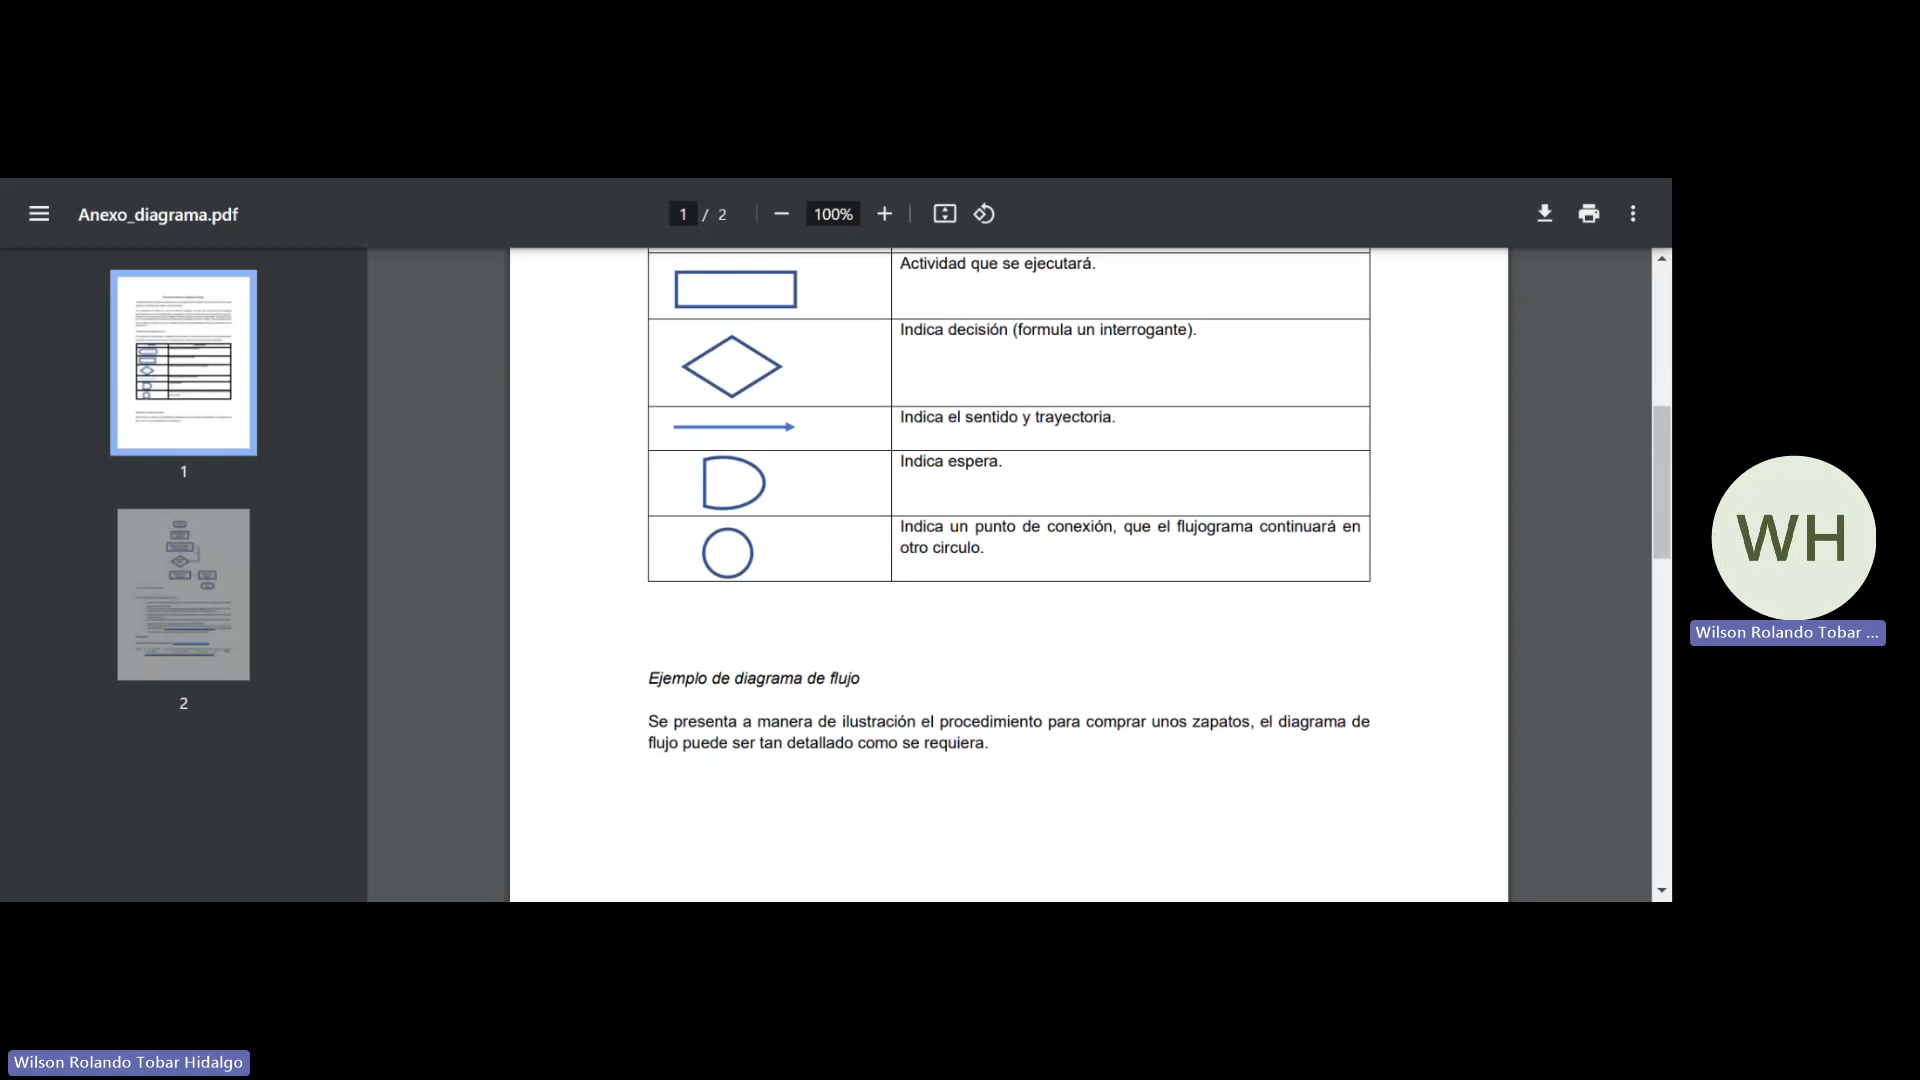 Anexo_diagrama.pdf
1 / 2
100%
Actividad que se ejecutará.
Indica decisión (formula un interrogante).
Indica el sentido y trayectoria.
Indica espera.
Indica un punto de conexión, que el flujograma continuará en
otro circulo.
Ejemplo de diagrama de flujo
Se presenta a manera de ilustración el procedimiento para comprar unos zapatos, el diagrama de
flujo puede ser tan detallado como se requiera.
1
2
WH
Wilson Rolando Tobar ...
Wilson Rolando Tobar Hidalgo